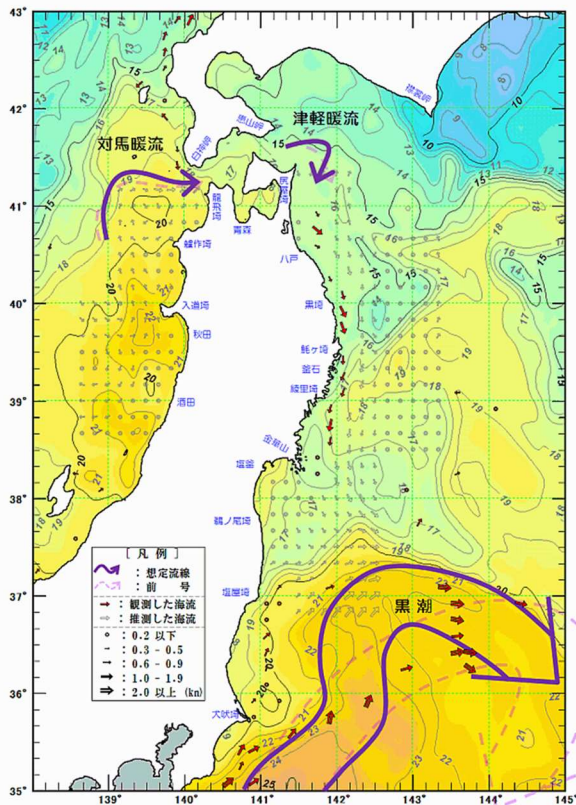 43°
42°
41°
40°
39°
38°
37°
36°
35°
139°
140°
141°
142°
143°
144°
145°
対馬暖流
津軽暖流
黒潮
襟裳岬
恵山岬
白神岬
龍飛埼
尻屋埼
青森
艫作埼
八戸
入道埼
黒埼
秋田
魹ヶ埼
釜石
綾里埼
酒田
金華山
塩釜
鵜ノ尾埼
塩屋埼
犬吠埼
[ 凡 例 ]
: 想定流線
: 前 号
: 観測した海流
: 推測した海流
: 0.2 以下
: 0.3 - 0.5
: 0.6 - 0.9
: 1.0 - 1.9
: 2.0 以上 (kn)